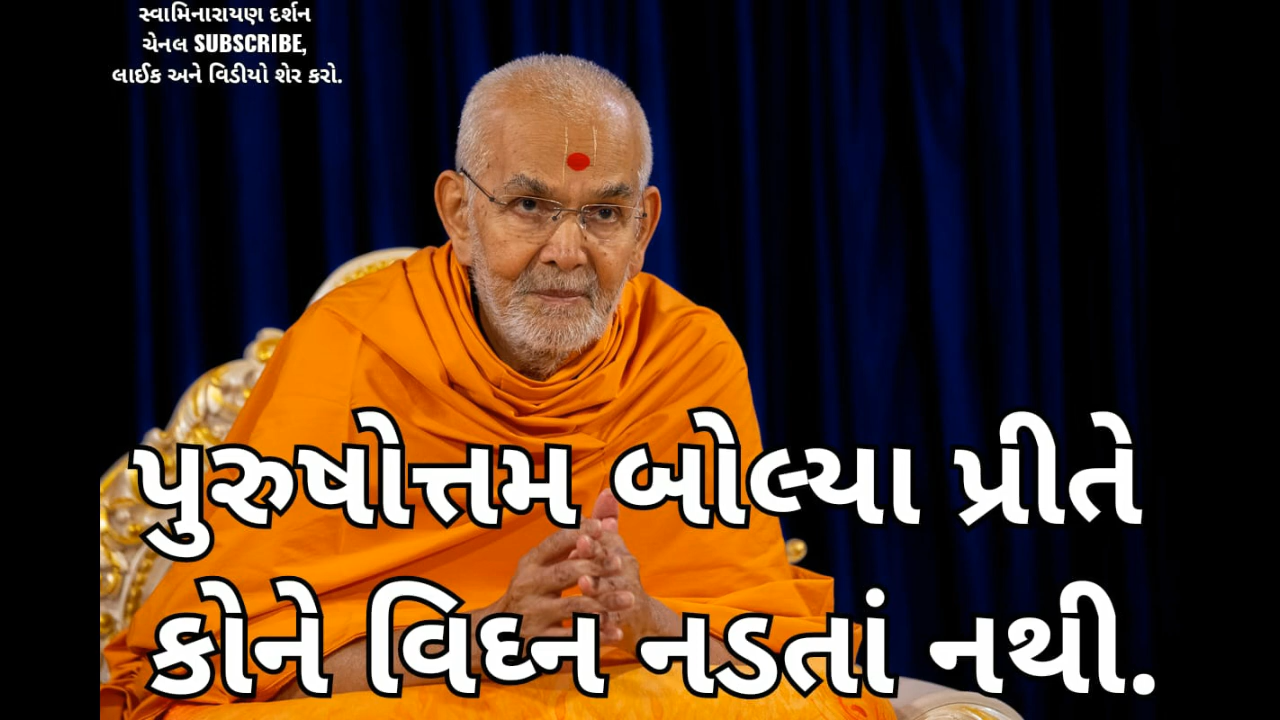 સ્વામિનારાયણ દર્શન
ચેનલ SUBSCRIBE,
લાઈક અને વિડીયો શેર કરો.
પુરુષોત્તમ બોલ્યા પ્રીતે
કોને વિઘ્ન નડતાં નથી.